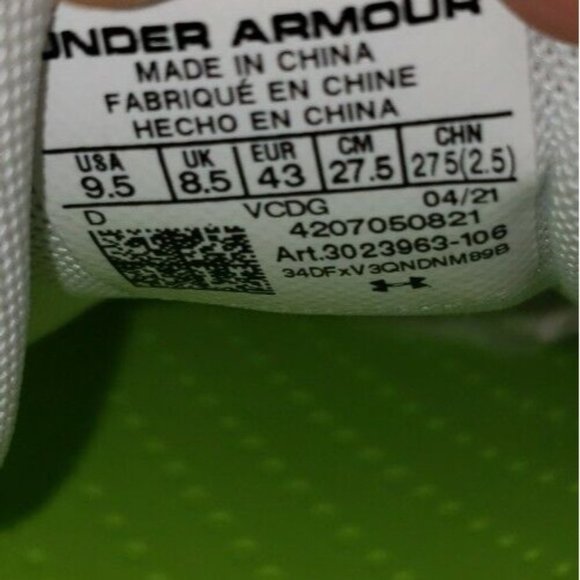 UNDER ARMOUR
MADE IN CHINA
FABRIQUÉ EN CHINE
HECHO EN CHINA
USA UK EUR CM CHN
9.5 8.5 43 27.5 275(2.5)
D VCDG 04/21
4207050821
Art.3023963-106
34DFxV3QNDNM89B